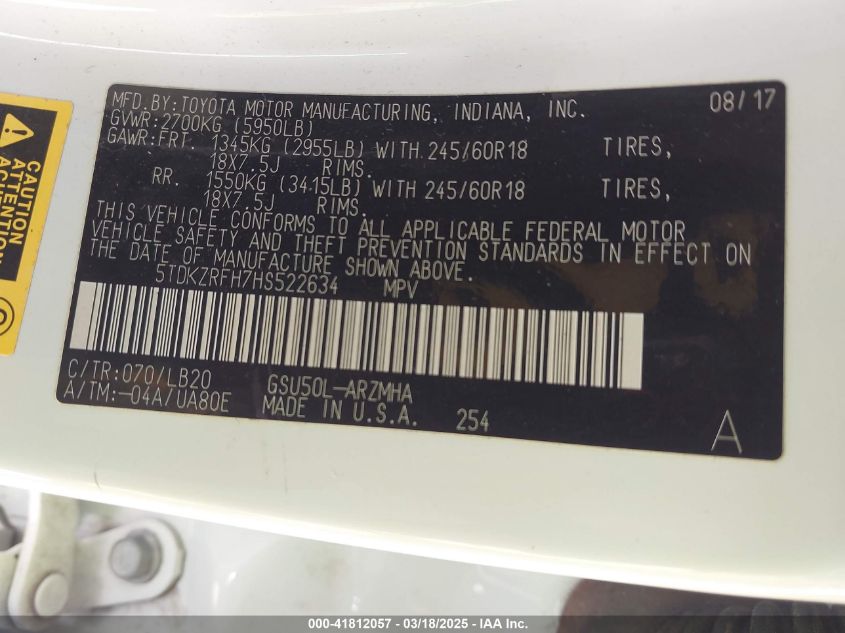 MFD. BY: TOYOTA MOTOR MANUFACTURING, INDIANA, INC. 08/17
GVWR: 2700KG (5950LB)
GAWR: FRT. 1345KG (2955LB) WITH 245/60R18 TIRES,
18X7.5J RIMS.
RR. 1550KG (3415LB) WITH 245/60R18 TIRES,
18X7.5J RIMS.
THIS VEHICLE CONFORMS TO ALL APPLICABLE FEDERAL MOTOR
VEHICLE SAFETY AND THEFT PREVENTION STANDARDS IN EFFECT ON
THE DATE OF MANUFACTURE SHOWN ABOVE.
5TDKZRFH7HS522634 MPV
C/TR: 070/LB20 GSU50L-ARZMHA
A/TM: -04A/UA80E MADE IN U.S.A. 254 A
CAUTION
ATTENTION
000-41812057 - 03/18/2025 - IAA Inc.